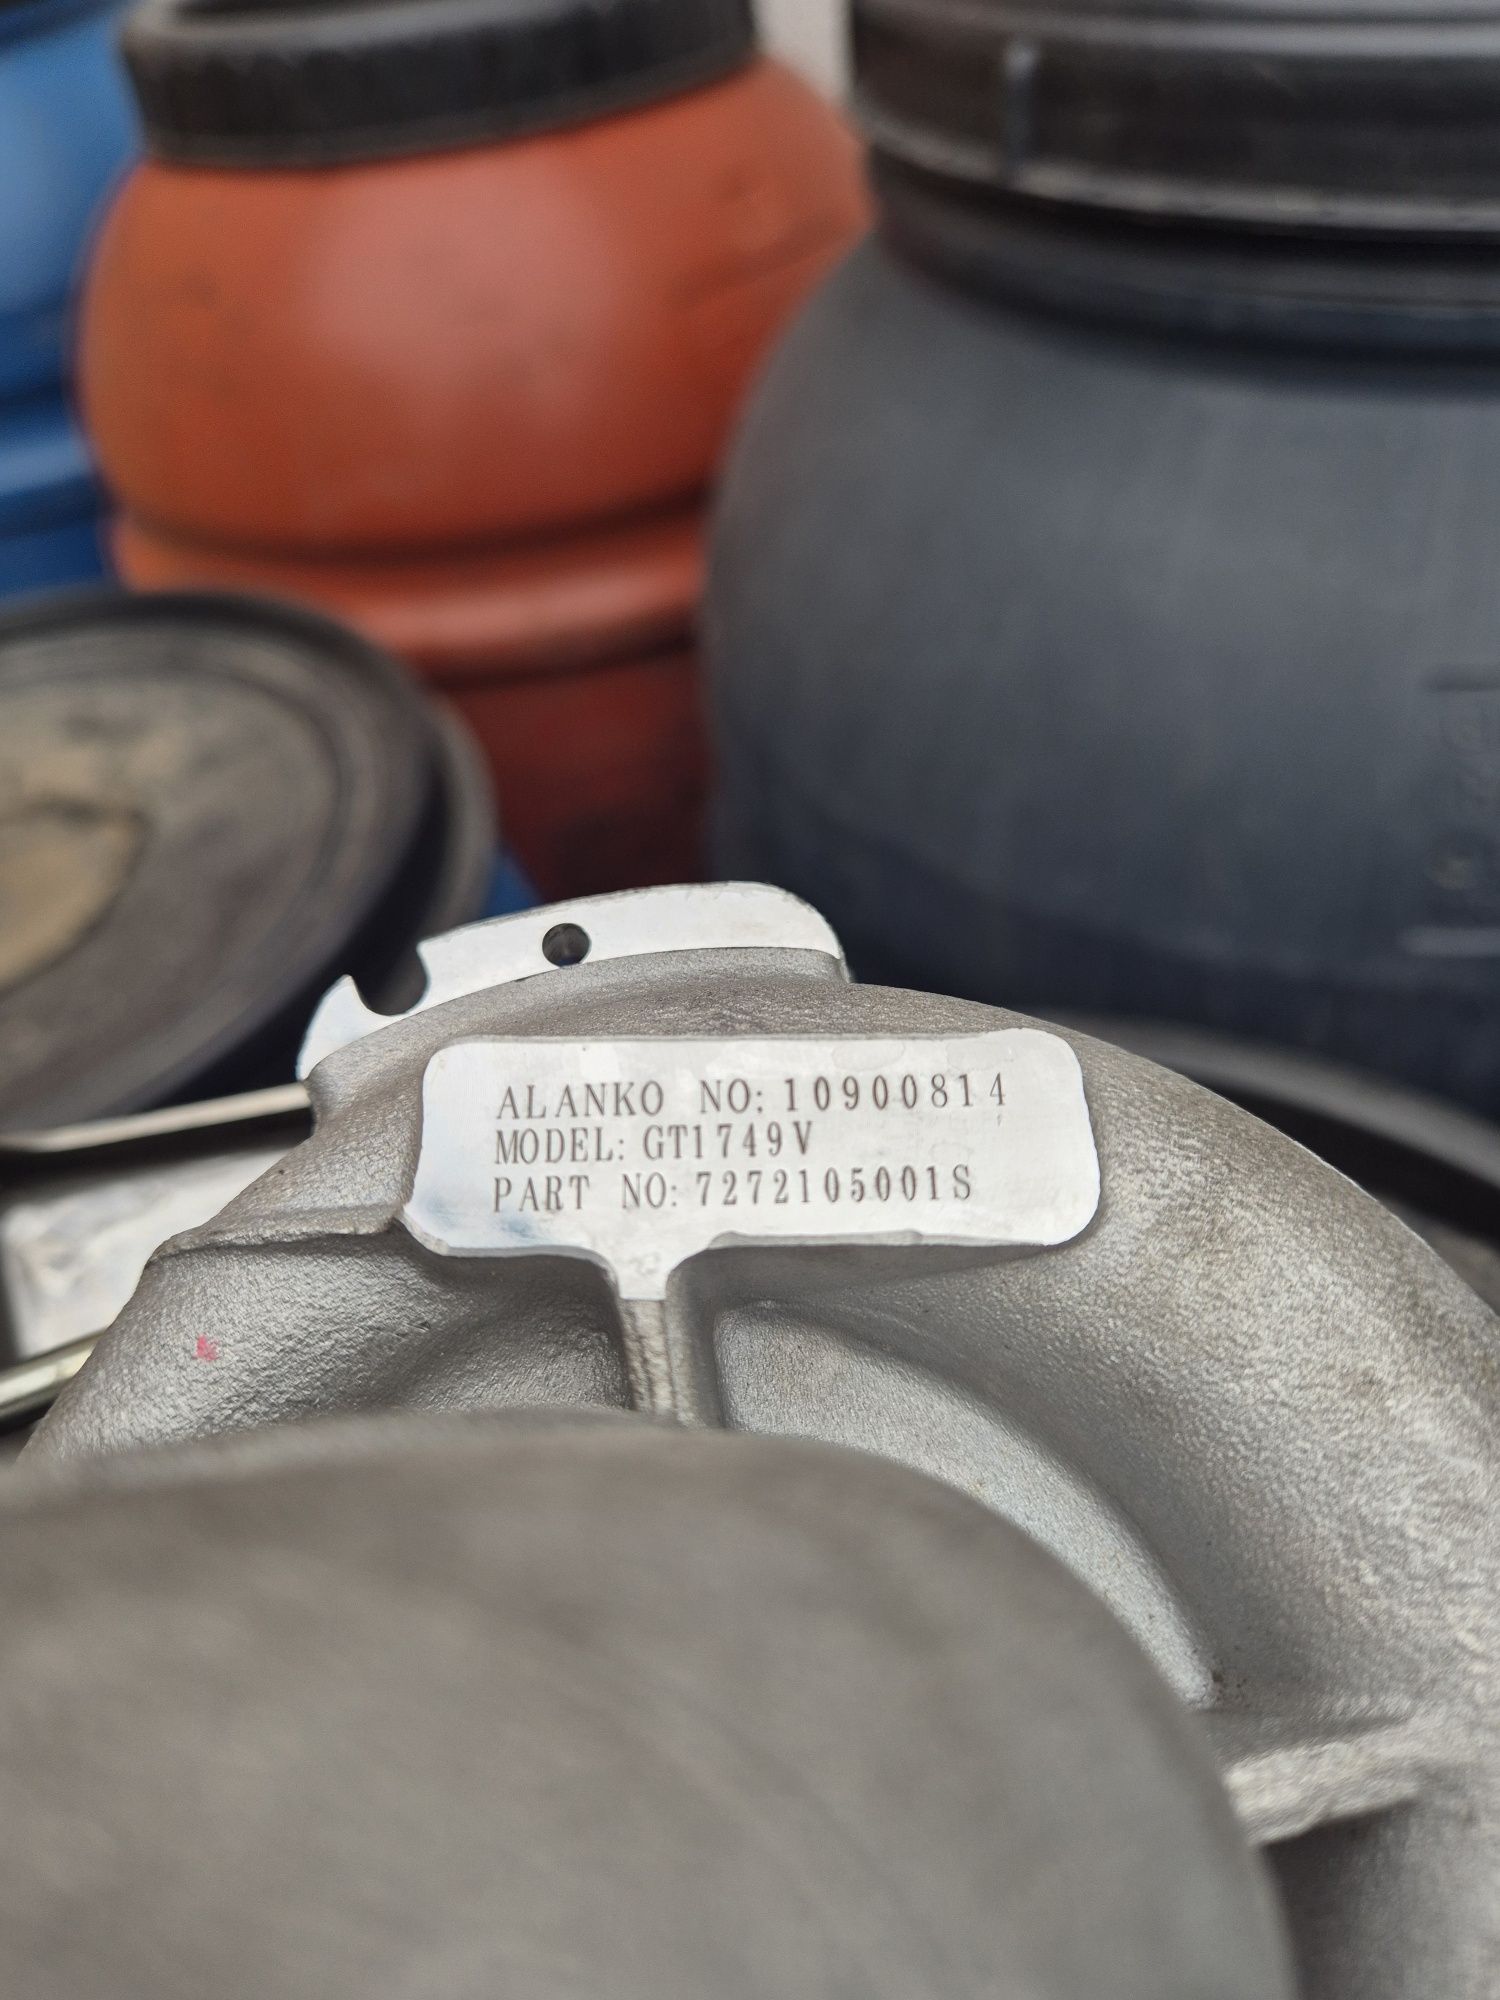 ALANKO NO: 10900814
MODEL: GT1749V
PART NO: 7272105001S